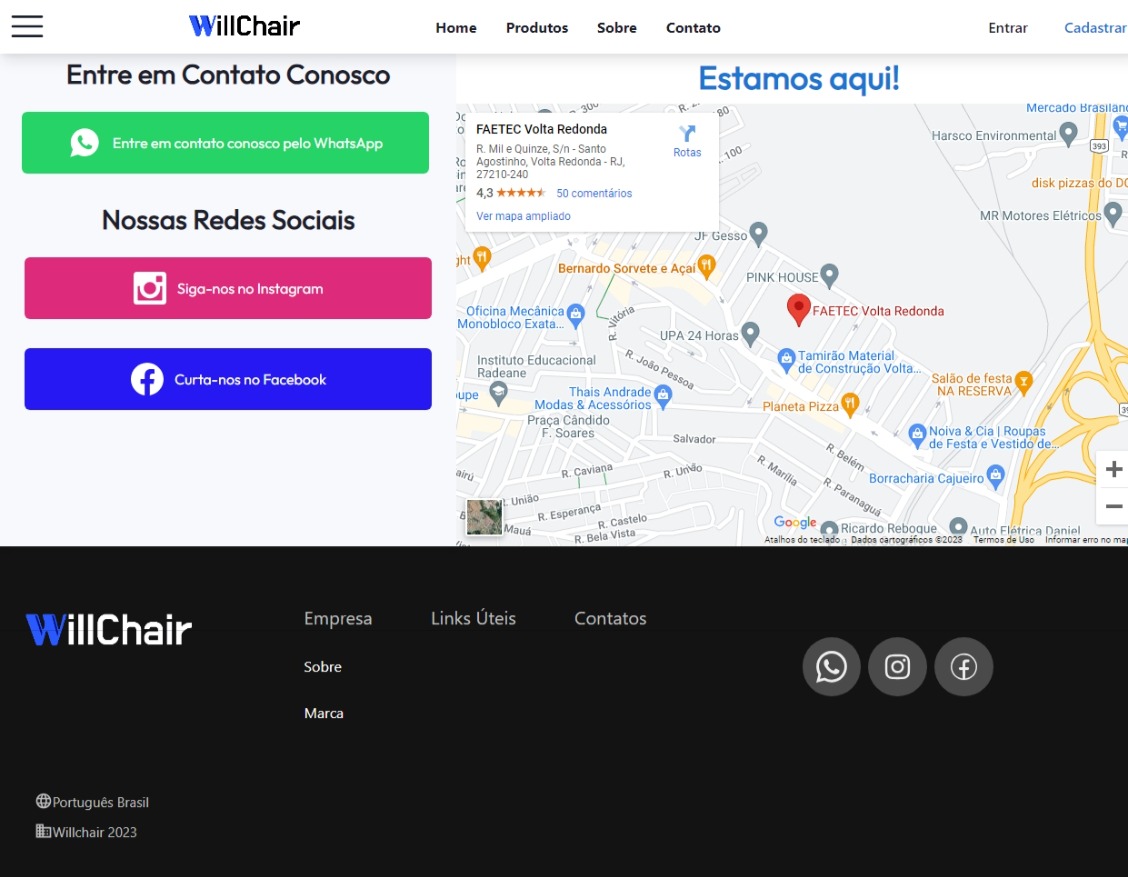 WillChair
Home
Produtos
Sobre
Contato
Entrar
Cadastrar
Entre em Contato Conosco
Entre em contato conosco pelo WhatsApp
Nossas Redes Sociais
Siga-nos no Instagram
Curta-nos no Facebook
Estamos aqui!
FAETEC Volta Redonda
R. Mil e Quinze, S/n - Santo
Agostinho, Volta Redonda - RJ,
27210-240
Rotas
4,3
50 comentários
Ver mapa ampliado
Harsco Environmental
393
disk pizzas do
MR Motores Elétricos
JF Gesso
Bernardo Sorvete e Açaí
PINK HOUSE
FAETEC Volta Redonda
Oficina Mecânica
Monobloco Exata...
R. Vitória
UPA 24 Horas
R. João Pessoa
Tamirão Material
de Construção Volta...
Instituto Educacional
Radeane
Thais Andrade
Modas & Acessórios
Salão de festa
NA RESERVA
Planeta Pizza
Praça Cândido
F. Soares
Noiva & Cia | Roupas
de Festa e Vestido de...
Salvador
R. Belém
R. Caviana
R. União
R. Marília
Borracharia Cajueiro
R. Paranaguá
R. União
R. Esperança
R. Castelo
Mauá
R. Bela Vista
Google
Ricardo Reboque
Auto Elétrica Daniel
Atalhos do teclado
Dados cartográficos ©2023
Termos de Uso
Informar erro no map
WillChair
Empresa
Links Úteis
Contatos
Sobre
Marca
Português Brasil
Willchair 2023